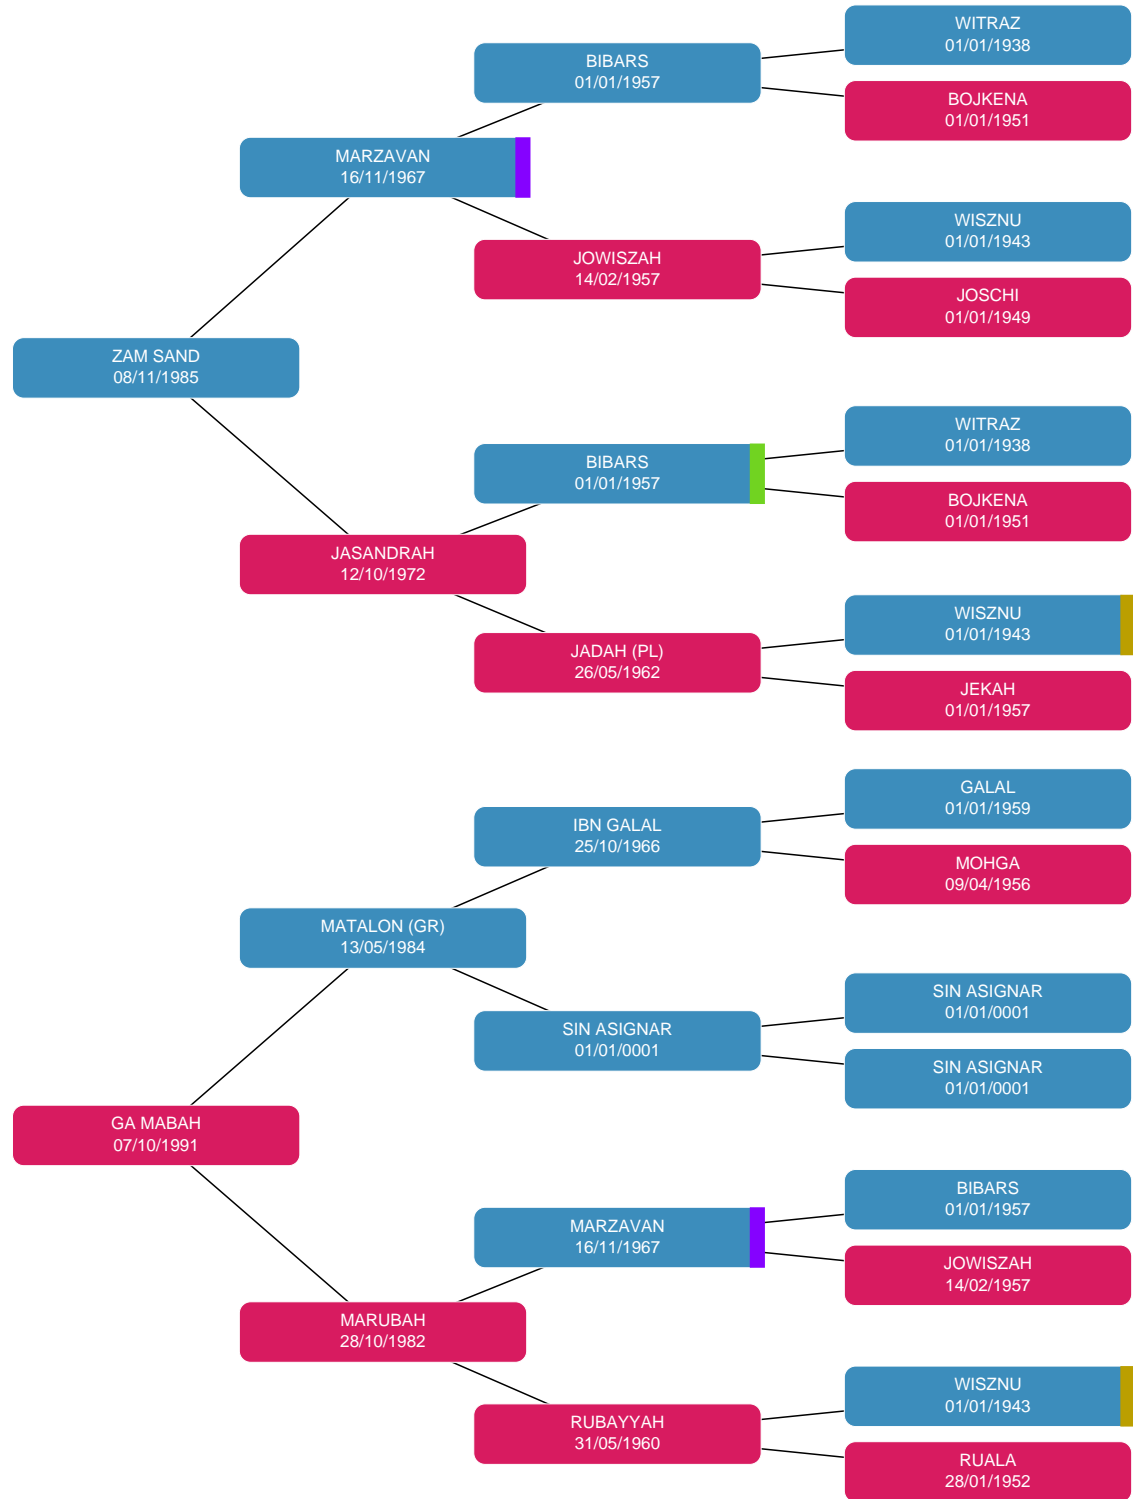 WITRAZ
01/01/1938
BIBARS
01/01/1957
BOJKENA
01/01/1951
MARZAVAN
16/11/1967
WISZNU
01/01/1943
JOWISZAH
14/02/1957
JOSCHI
01/01/1949
ZAM SAND
08/11/1985
WITRAZ
01/01/1938
BIBARS
01/01/1957
BOJKENA
01/01/1951
JASANDRAH
12/10/1972
WISZNU
01/01/1943
JADAH (PL)
26/05/1962
JEKAH
01/01/1957
GALAL
01/01/1959
IBN GALAL
25/10/1966
MOHGA
09/04/1956
MATALON (GR)
13/05/1984
SIN ASIGNAR
01/01/0001
SIN ASIGNAR
01/01/0001
SIN ASIGNAR
01/01/0001
GA MABAH
07/10/1991
BIBARS
01/01/1957
MARZAVAN
16/11/1967
JOWISZAH
14/02/1957
MARUBAH
28/10/1982
WISZNU
01/01/1943
RUBAYYAH
31/05/1960
RUALA
28/01/1952